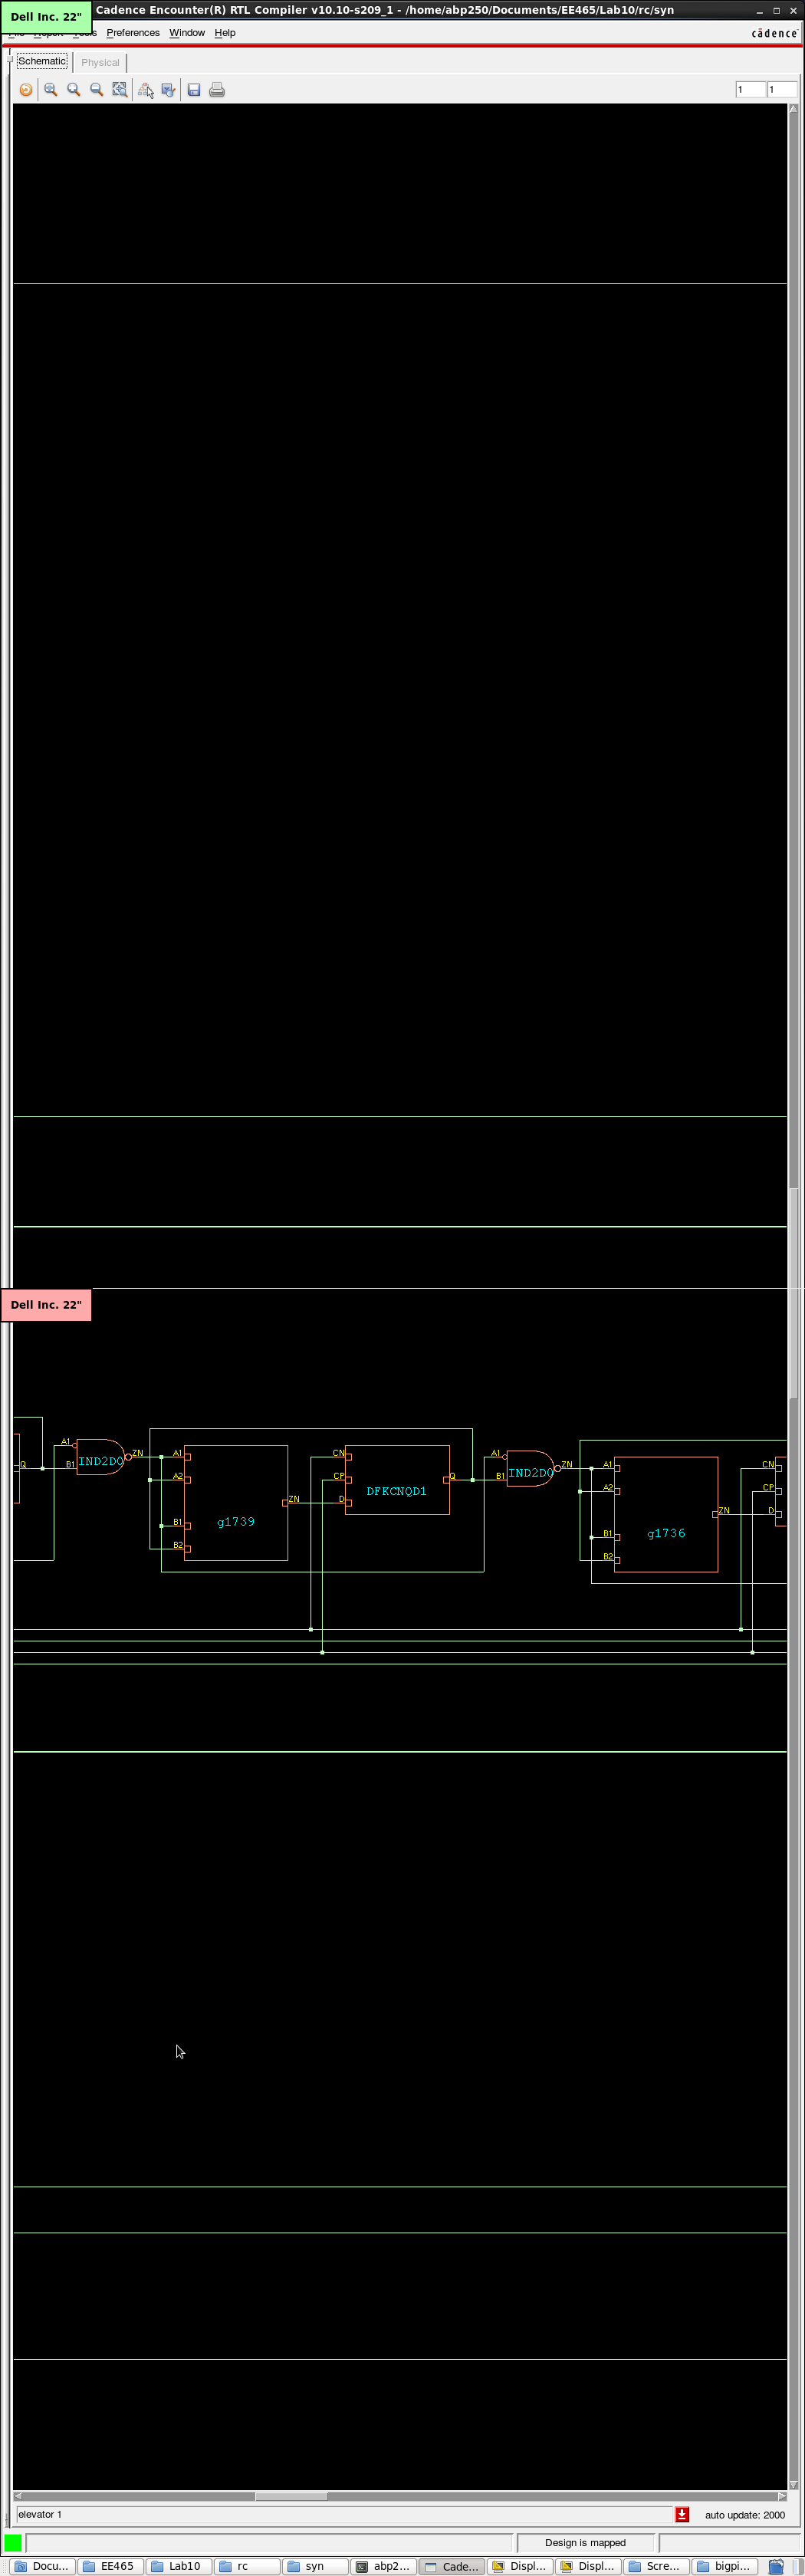 Dell Inc. 22"
Cadence Encounter(R) RTL Compiler v10.10-s209_1 - /home/abp250/Documents/EE465/Lab10/rc/syn
Preferences Window Help
cādence
Schematic Physical
1 1
Dell Inc. 22"
A1 ZN A1 CN A1 ZN A1 CN
Q B1 IND2D0 A2 CP Q B1 IND2D0 A2 CP
ZN D DFKCNQD1 ZN D
B1 g1739 B1 g1736
B2 B2
elevator 1 auto update: 2000
Design is mapped
Docu... EE465 Lab10 rc syn abp2... Cade... Displ... Displ... Scre... bigpi...